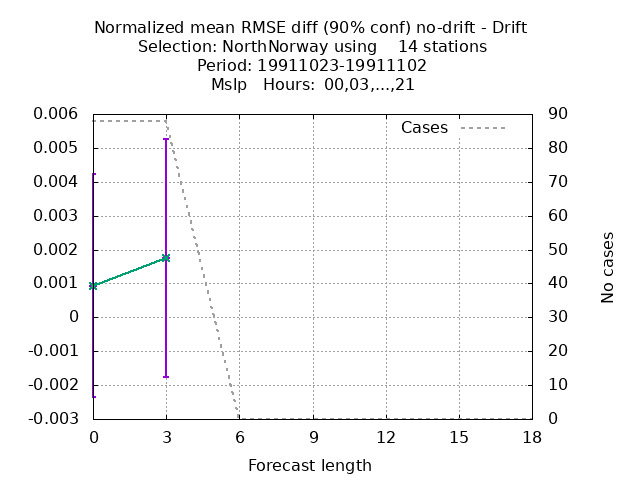 Normalized mean RMSE diff (90% conf) no-drift - Drift
Selection: NorthNorway using    14 stations
Period: 19911023-19911102
Mslp   Hours:  00,03,...,21
Cases
0.006
0.005
0.004
0.003
0.002
0.001
0
-0.001
-0.002
-0.003
90
80
70
60
50
40
30
20
10
0
No cases
0 3 6 9 12 15 18
Forecast length